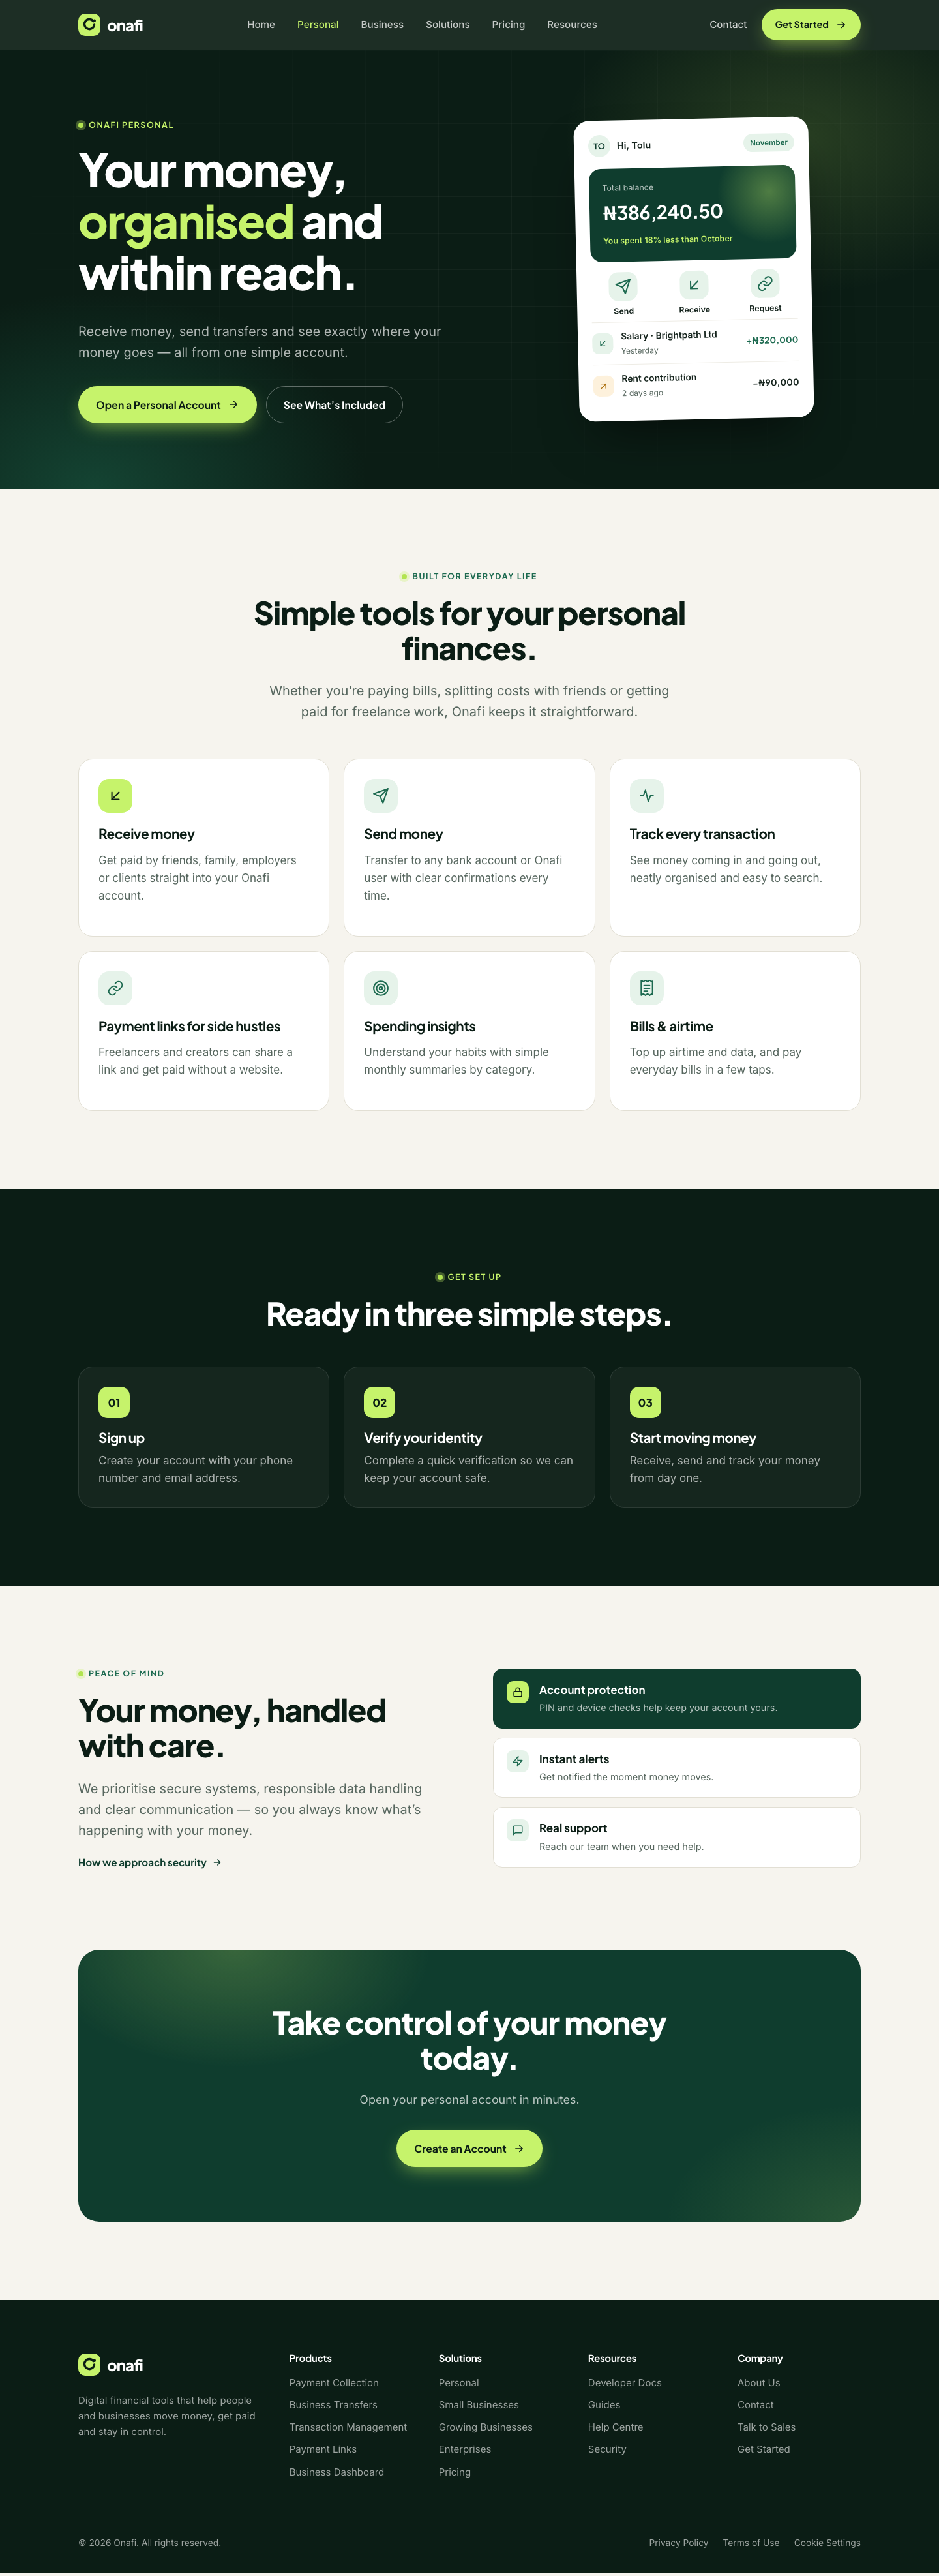 onafi
Home Personal Business Solutions Pricing Resources
Contact Get Started
ONAFI PERSONAL
Your money,
organised and
within reach.
Receive money, send transfers and see exactly where your
money goes — all from one simple account.
Open a Personal Account
See What's Included
TO Hi, Tolu November
Total balance
₦386,240.50
You spent 18% less than October
Send Receive Request
Salary · Brightpath Ltd +₦320,000
Yesterday
Rent contribution −₦90,000
2 days ago
BUILT FOR EVERYDAY LIFE
Simple tools for your personal
finances.
Whether you're paying bills, splitting costs with friends or getting
paid for freelance work, Onafi keeps it straightforward.
Receive money
Get paid by friends, family, employers
or clients straight into your Onafi
account.
Send money
Transfer to any bank account or Onafi
user with clear confirmations every
time.
Track every transaction
See money coming in and going out,
neatly organised and easy to search.
Payment links for side hustles
Freelancers and creators can share a
link and get paid without a website.
Spending insights
Understand your habits with simple
monthly summaries by category.
Bills & airtime
Top up airtime and data, and pay
everyday bills in a few taps.
GET SET UP
Ready in three simple steps.
01
Sign up
Create your account with your phone
number and email address.
02
Verify your identity
Complete a quick verification so we can
keep your account safe.
03
Start moving money
Receive, send and track your money
from day one.
PEACE OF MIND
Your money, handled
with care.
We prioritise secure systems, responsible data handling
and clear communication — so you always know what's
happening with your money.
How we approach security
Account protection
PIN and device checks help keep your account yours.
Instant alerts
Get notified the moment money moves.
Real support
Reach our team when you need help.
Take control of your money
today.
Open your personal account in minutes.
Create an Account
onafi
Digital financial tools that help people
and businesses move money, get paid
and stay in control.
Products
Payment Collection
Business Transfers
Transaction Management
Payment Links
Business Dashboard
Solutions
Personal
Small Businesses
Growing Businesses
Enterprises
Pricing
Resources
Developer Docs
Guides
Help Centre
Security
Company
About Us
Contact
Talk to Sales
Get Started
© 2026 Onafi. All rights reserved.
Privacy Policy Terms of Use Cookie Settings